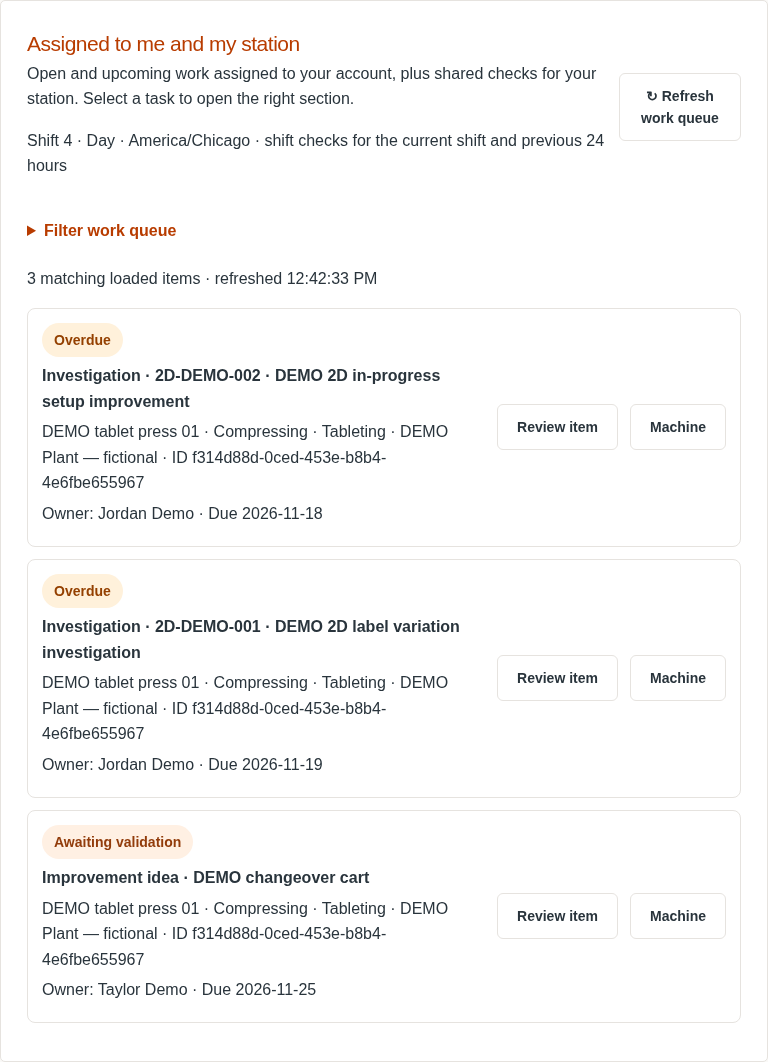 Assigned to me and my station
Open and upcoming work assigned to your account, plus shared checks for your
station. Select a task to open the right section.
↻ Refresh
work queue
Shift 4 · Day · America/Chicago · shift checks for the current shift and previous 24
hours
Filter work queue
3 matching loaded items · refreshed 12:42:33 PM
Overdue
Investigation · 2D-DEMO-002 · DEMO 2D in-progress
setup improvement
DEMO tablet press 01 · Compressing · Tableting · DEMO
Plant — fictional · ID f314d88d-0ced-453e-b8b4-
4e6fbe655967
Owner: Jordan Demo · Due 2026-11-18
Review item
Machine
Overdue
Investigation · 2D-DEMO-001 · DEMO 2D label variation
investigation
DEMO tablet press 01 · Compressing · Tableting · DEMO
Plant — fictional · ID f314d88d-0ced-453e-b8b4-
4e6fbe655967
Owner: Jordan Demo · Due 2026-11-19
Review item
Machine
Awaiting validation
Improvement idea · DEMO changeover cart
DEMO tablet press 01 · Compressing · Tableting · DEMO
Plant — fictional · ID f314d88d-0ced-453e-b8b4-
4e6fbe655967
Owner: Taylor Demo · Due 2026-11-25
Review item
Machine